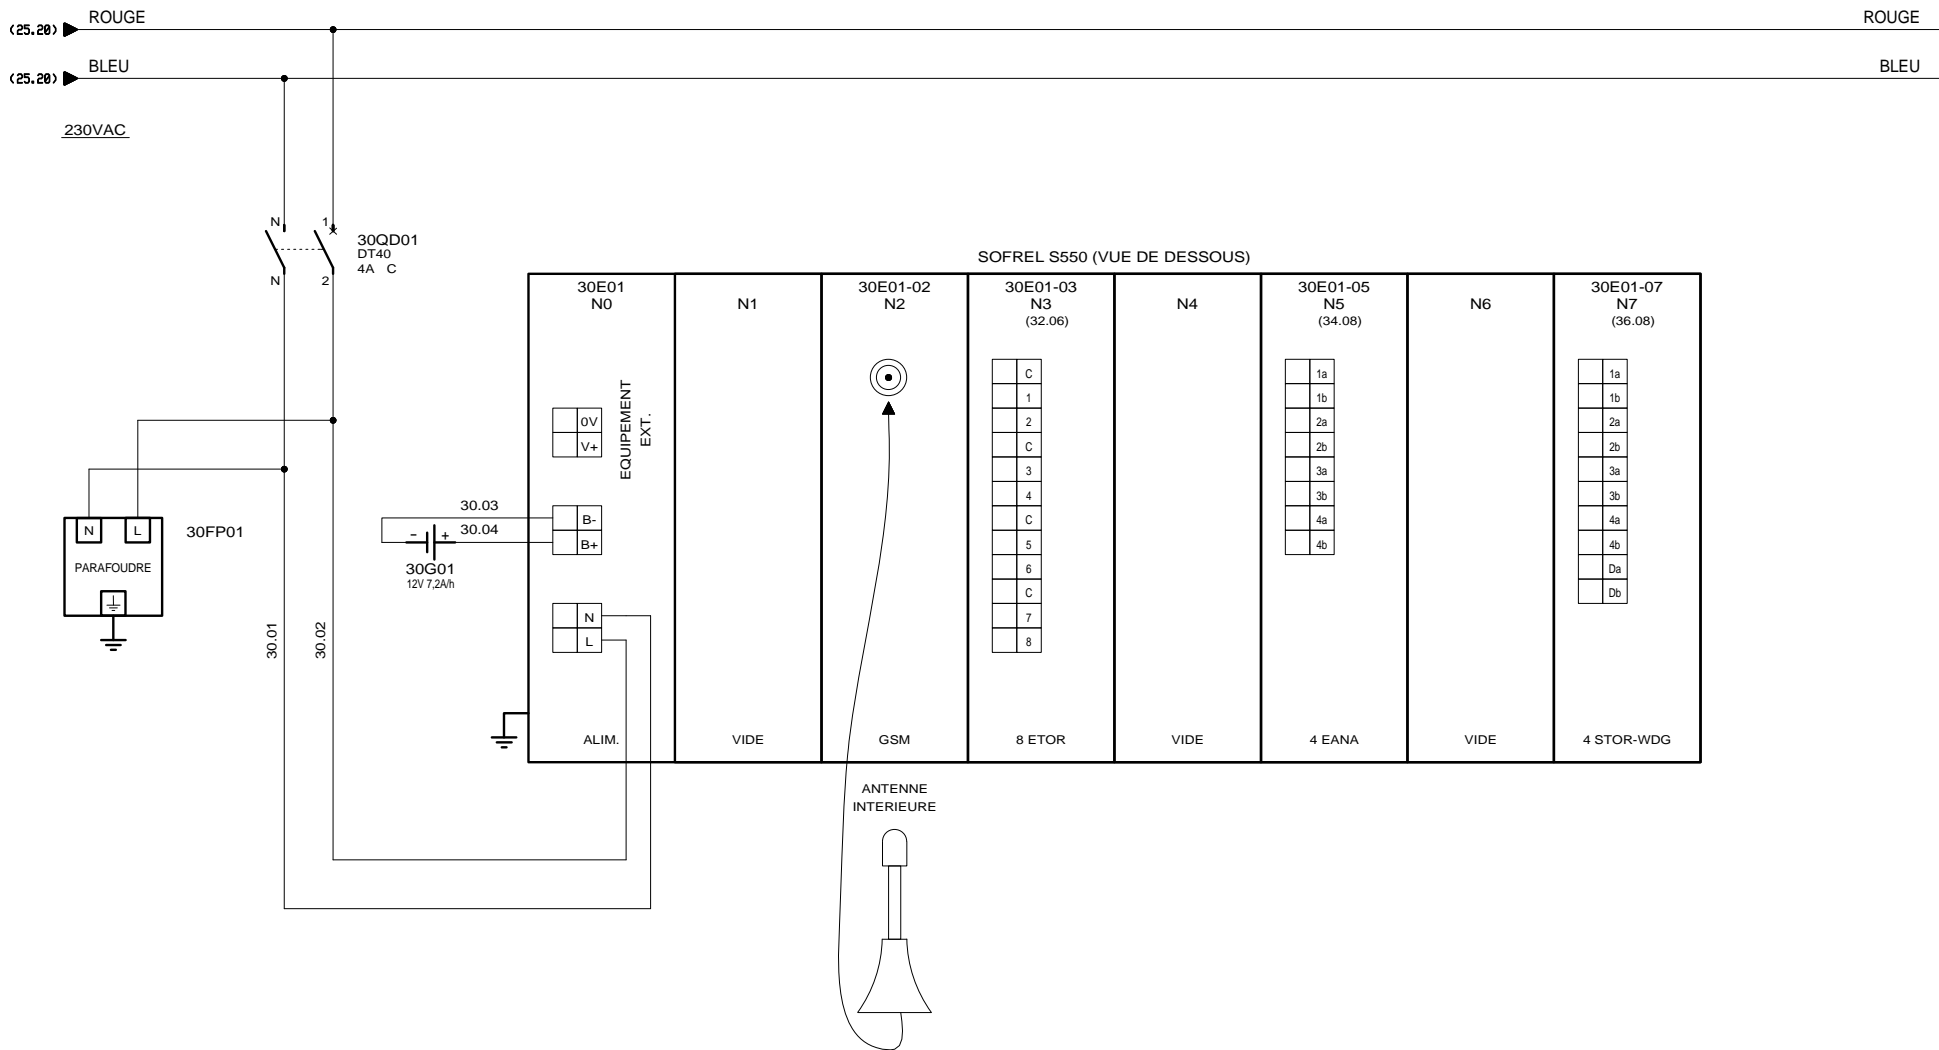 ROUGE
ROUGE
(25.20)
BLEU
BLEU
(25.20)
230VAC
N
1
30QD01
DT40
4A C
N
2
SOFREL S550 (VUE DE DESSOUS)
30E01
N0
N1
30E01-02
N2
30E01-03
N3
(32.06)
N4
30E01-05
N5
(34.08)
N6
30E01-07
N7
(36.08)
EQUIPEMENT
EXT.
0V
V+
B-
B+
N
L
C
1
2
C
3
4
C
5
6
C
7
8
1a
1b
2a
2b
3a
3b
4a
4b
1a
1b
2a
2b
3a
3b
4a
4b
Da
Db
30.03
30.04
-
+
30G01
12V 7,2A/h
N
L
30FP01
PARAFOUDRE
30.01
30.02
ALIM.
VIDE
GSM
8 ETOR
VIDE
4 EANA
VIDE
4 STOR-WDG
ANTENNE
INTERIEURE